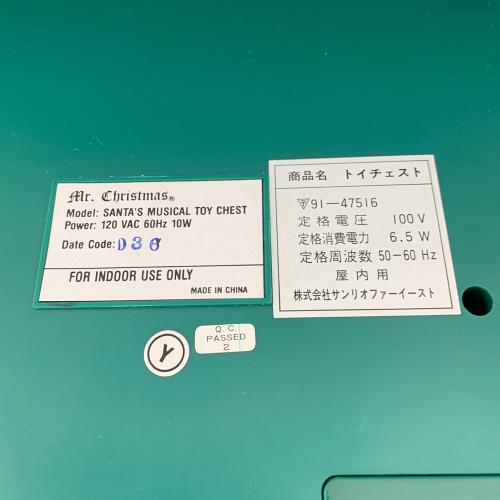 Mr. Christmas®
Model: SANTA'S MUSICAL TOY CHEST
Power: 120 VAC 60Hz 10W
Date Code:
FOR INDOOR USE ONLY
MADE IN CHINA
商品名 トイチェスト
91-47516
定格電圧 100V
定格消費電力 6.5W
定格周波数 50-60 Hz
屋内用
株式会社サンリオファーイースト
Y
Q.C.
PASSED
2